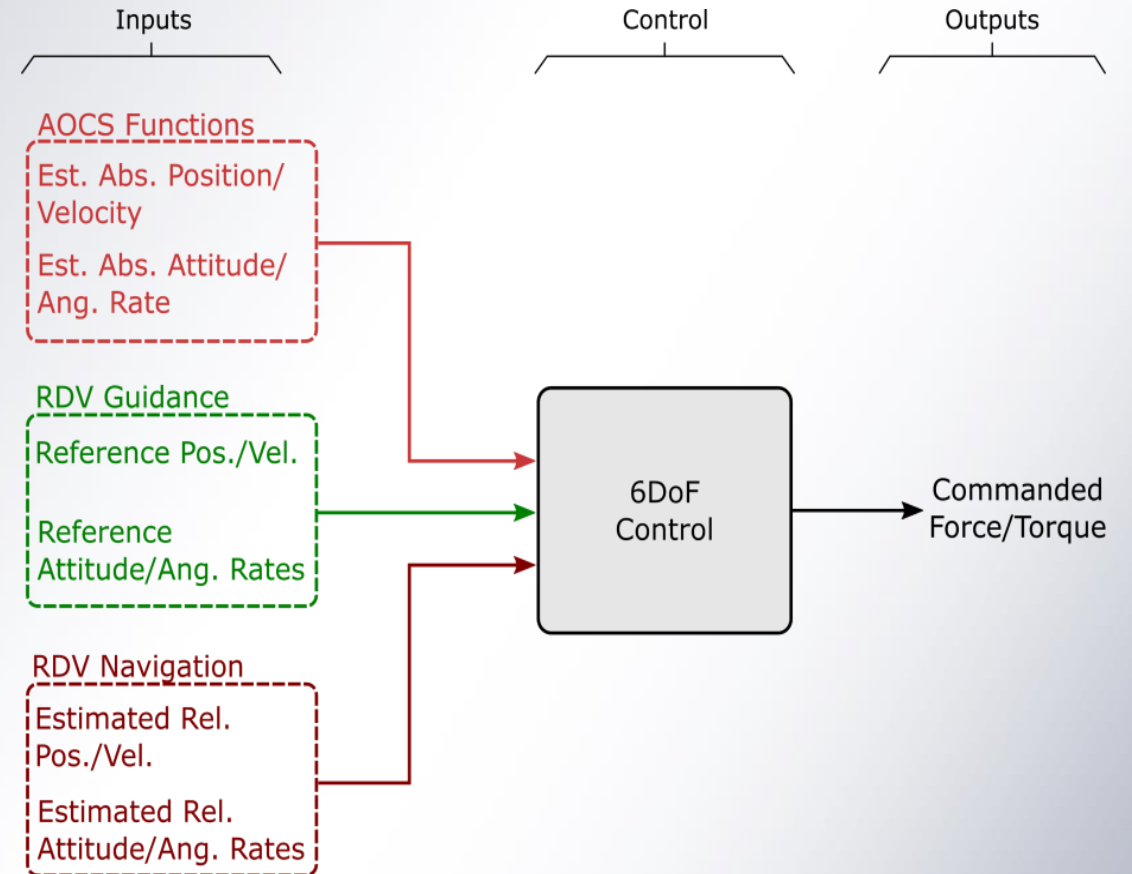 Inputs
Control
Outputs
AOCS Functions
Est. Abs. Position/
Velocity
Est. Abs. Attitude/
Ang. Rate
RDV Guidance
Reference Pos./Vel.
Reference
Attitude/Ang. Rates
RDV Navigation
Estimated Rel.
Pos./Vel.
Estimated Rel.
Attitude/Ang. Rates
6DoF
Control
Commanded
Force/Torque